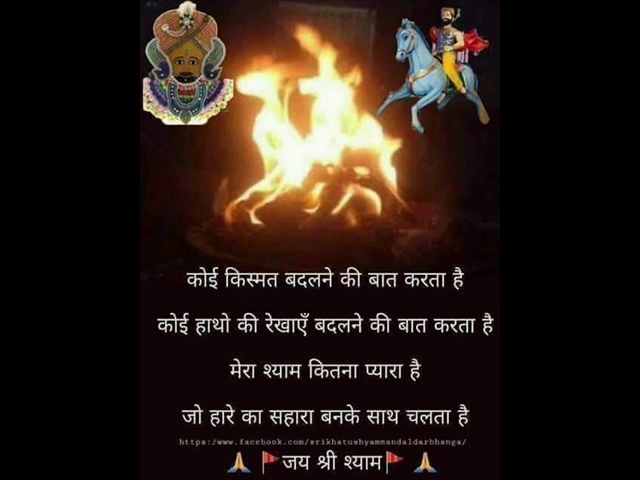 कोई किस्मत बदलने की बात करता है
कोई हाथो की रेखाएँ बदलने की बात करता है
मेरा श्याम कितना प्यारा है
जो हारे का सहारा बनके साथ चलता है
https:/www.facebook.com/srikhatushyammandaldarbhanga/
🙏🚩जय श्री श्याम🚩🙏